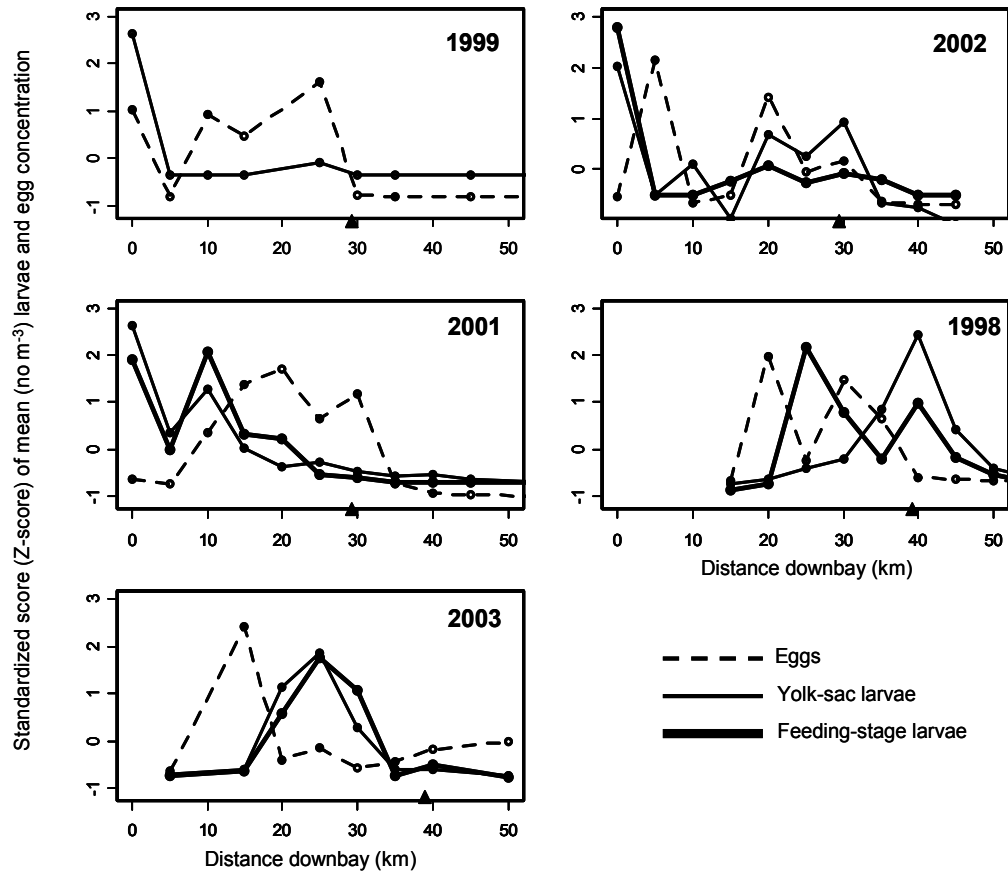 Standardized score (Z-score) of mean (no m⁻³) larvae and egg concentration
1999
3
2
1
0
-1
0 10 20 30 40 50
2002
3
2
1
0
0 10 20 30 40 50
2001
3
2
1
0
-1
0 10 20 30 40 50
1998
3
2
1
0
-1
0 10 20 30 40 50
Distance downbay (km)
2003
3
2
1
0
-1
0 10 20 30 40 50
Distance downbay (km)
Eggs
Yolk-sac larvae
Feeding-stage larvae